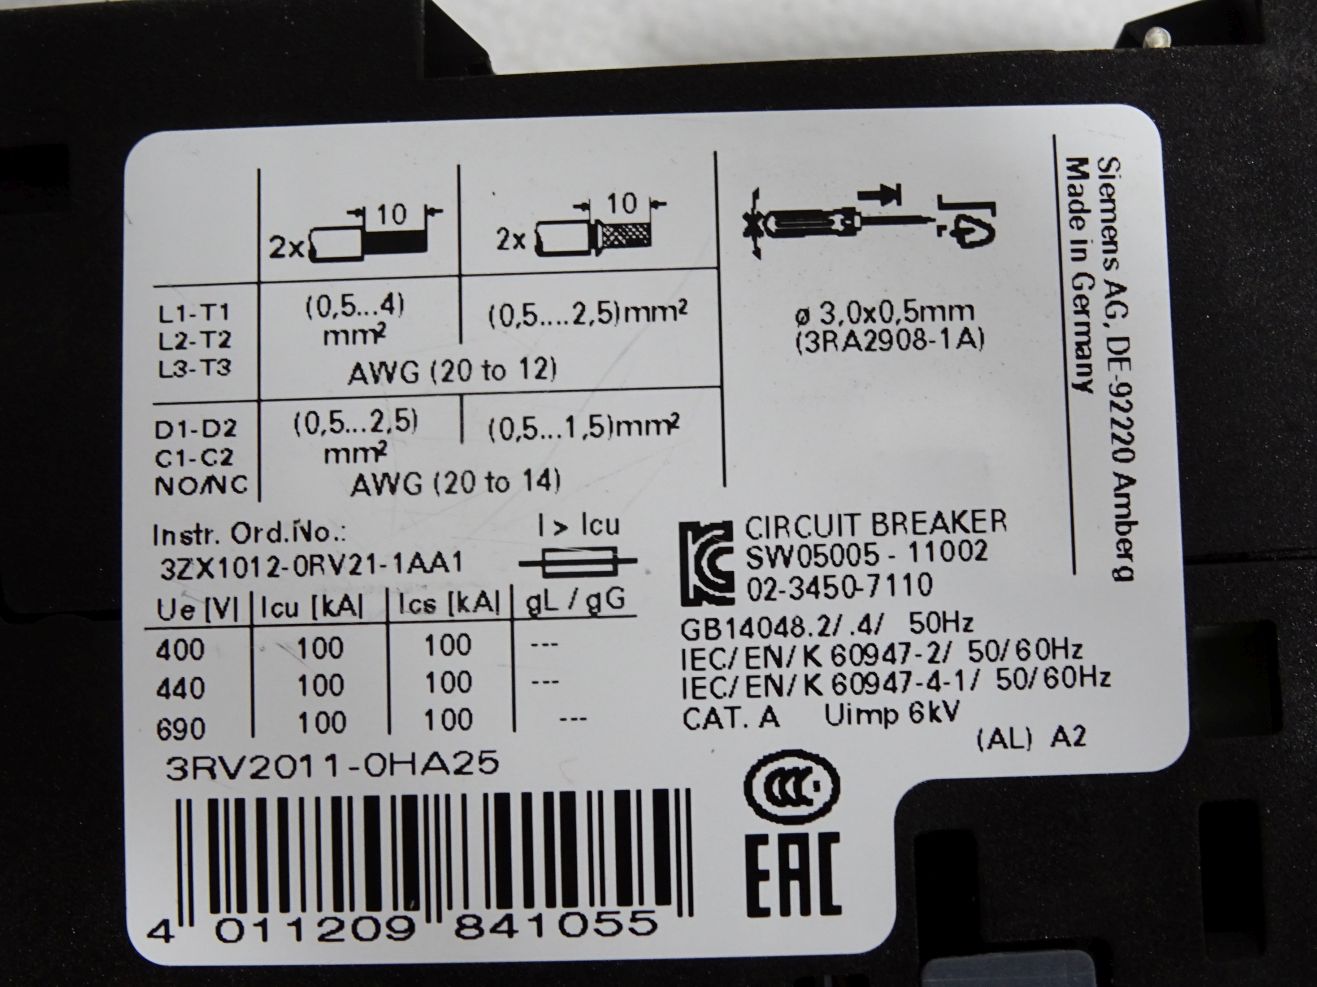 10
10
2x
2x
L1-T1
L2-T2
L3-T3
(0,5...4)
mm²
(0,5....2,5)mm²
AWG (20 to 12)
ø 3,0x0,5mm
(3RA2908-1A)
D1-D2
C1-C2
NO/NC
(0,5...2,5)
mm²
(0,5...1,5)mm²
AWG (20 to 14)
Siemens AG, DE-92220 Amberg
Made in Germany
Instr. Ord.No.:
3ZX1012-0RV21-1AA1
I > Icu
Ue [V] Icu [kA] Ics [kA] gL / gG
400 100 100 ---
440 100 100 ---
690 100 100 ---
CIRCUIT BREAKER
SW05005 - 11002
02-3450-7110
GB14048.2/ .4/ 50Hz
IEC/ EN/ K 60947-2/ 50/60Hz
IEC/ EN/ K 60947-4-1/ 50/60Hz
CAT. A Uimp 6kV
(AL) A2
3RV2011-0HA25
4 011209 841055
CCC
EAC